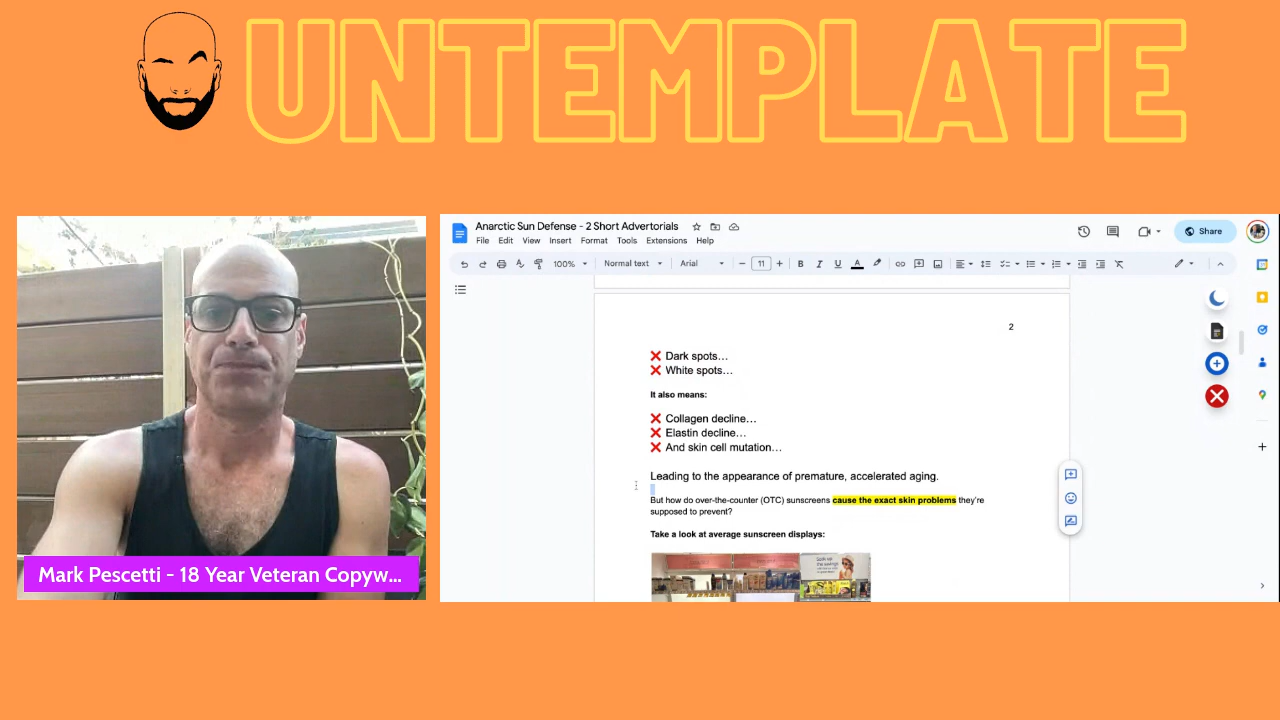 UNTEMPLATE
Mark Pescetti - 18 Year Veteran Copyw...
Anarctic Sun Defense - 2 Short Advertorials
File Edit View Insert Format Tools Extensions Help
Share
100% Normal text Arial 11 B I U A
2
❌ Dark spots…
❌ White spots…
It also means:
❌ Collagen decline…
❌ Elastin decline…
❌ And skin cell mutation…
Leading to the appearance of premature, accelerated aging.
But how do over-the-counter (OTC) sunscreens cause the exact skin problems they're
supposed to prevent?
Take a look at average sunscreen displays: